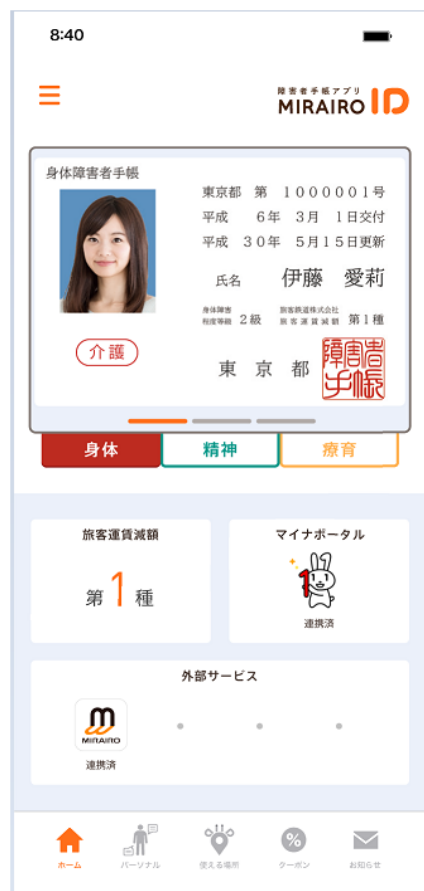 8:40
障害者手帳アプリ
MIRAIRO ID
身体障害者手帳
東京都 第 1000001号
平成 6年 3月 1日交付
平成 30年 5月15日更新
氏名 伊藤 愛莉
身体障害 程度等級 2級 旅客鉄道株式会社 旅客運賃減額 第1種
介護
東京都
障害者手帳
身体 精神 療育
旅客運賃減額
第1種
マイナポータル
1
連携済
外部サービス
MIRAIRO
連携済
ホーム パーソナル 使える場所 クーポン お知らせ